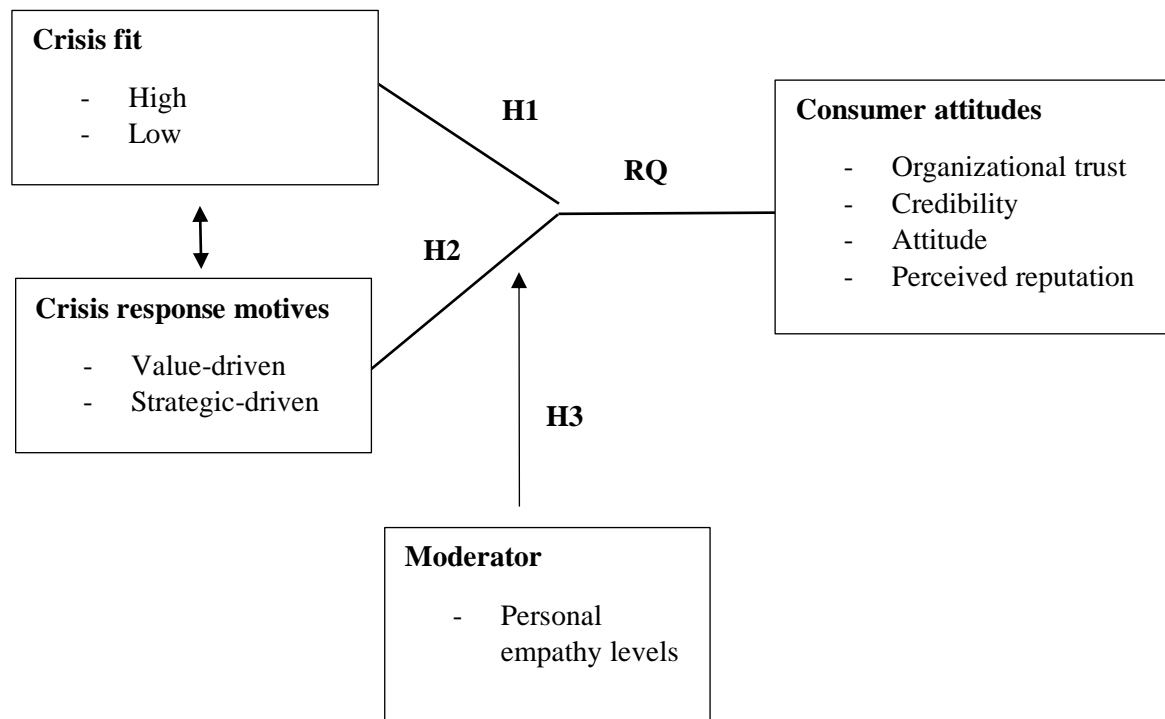 Crisis fit
- High
- Low
H1
Consumer attitudes
- Organizational trust
- Credibility
- Attitude
- Perceived reputation
RQ
H2
Crisis response motives
- Value-driven
- Strategic-driven
H3
Moderator
- Personal
empathy levels